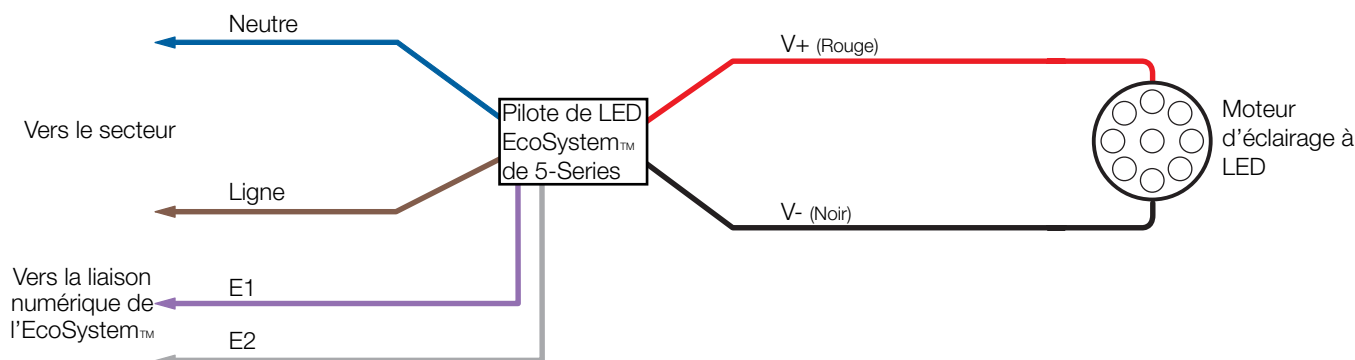 Neutre
Vers le secteur
Ligne
Vers la liaison
numérique de
l'EcoSystem™
E1
E2
Pilote de LED
EcoSystem™
de 5-Series
V+ (Rouge)
V- (Noir)
Moteur
d'éclairage à
LED